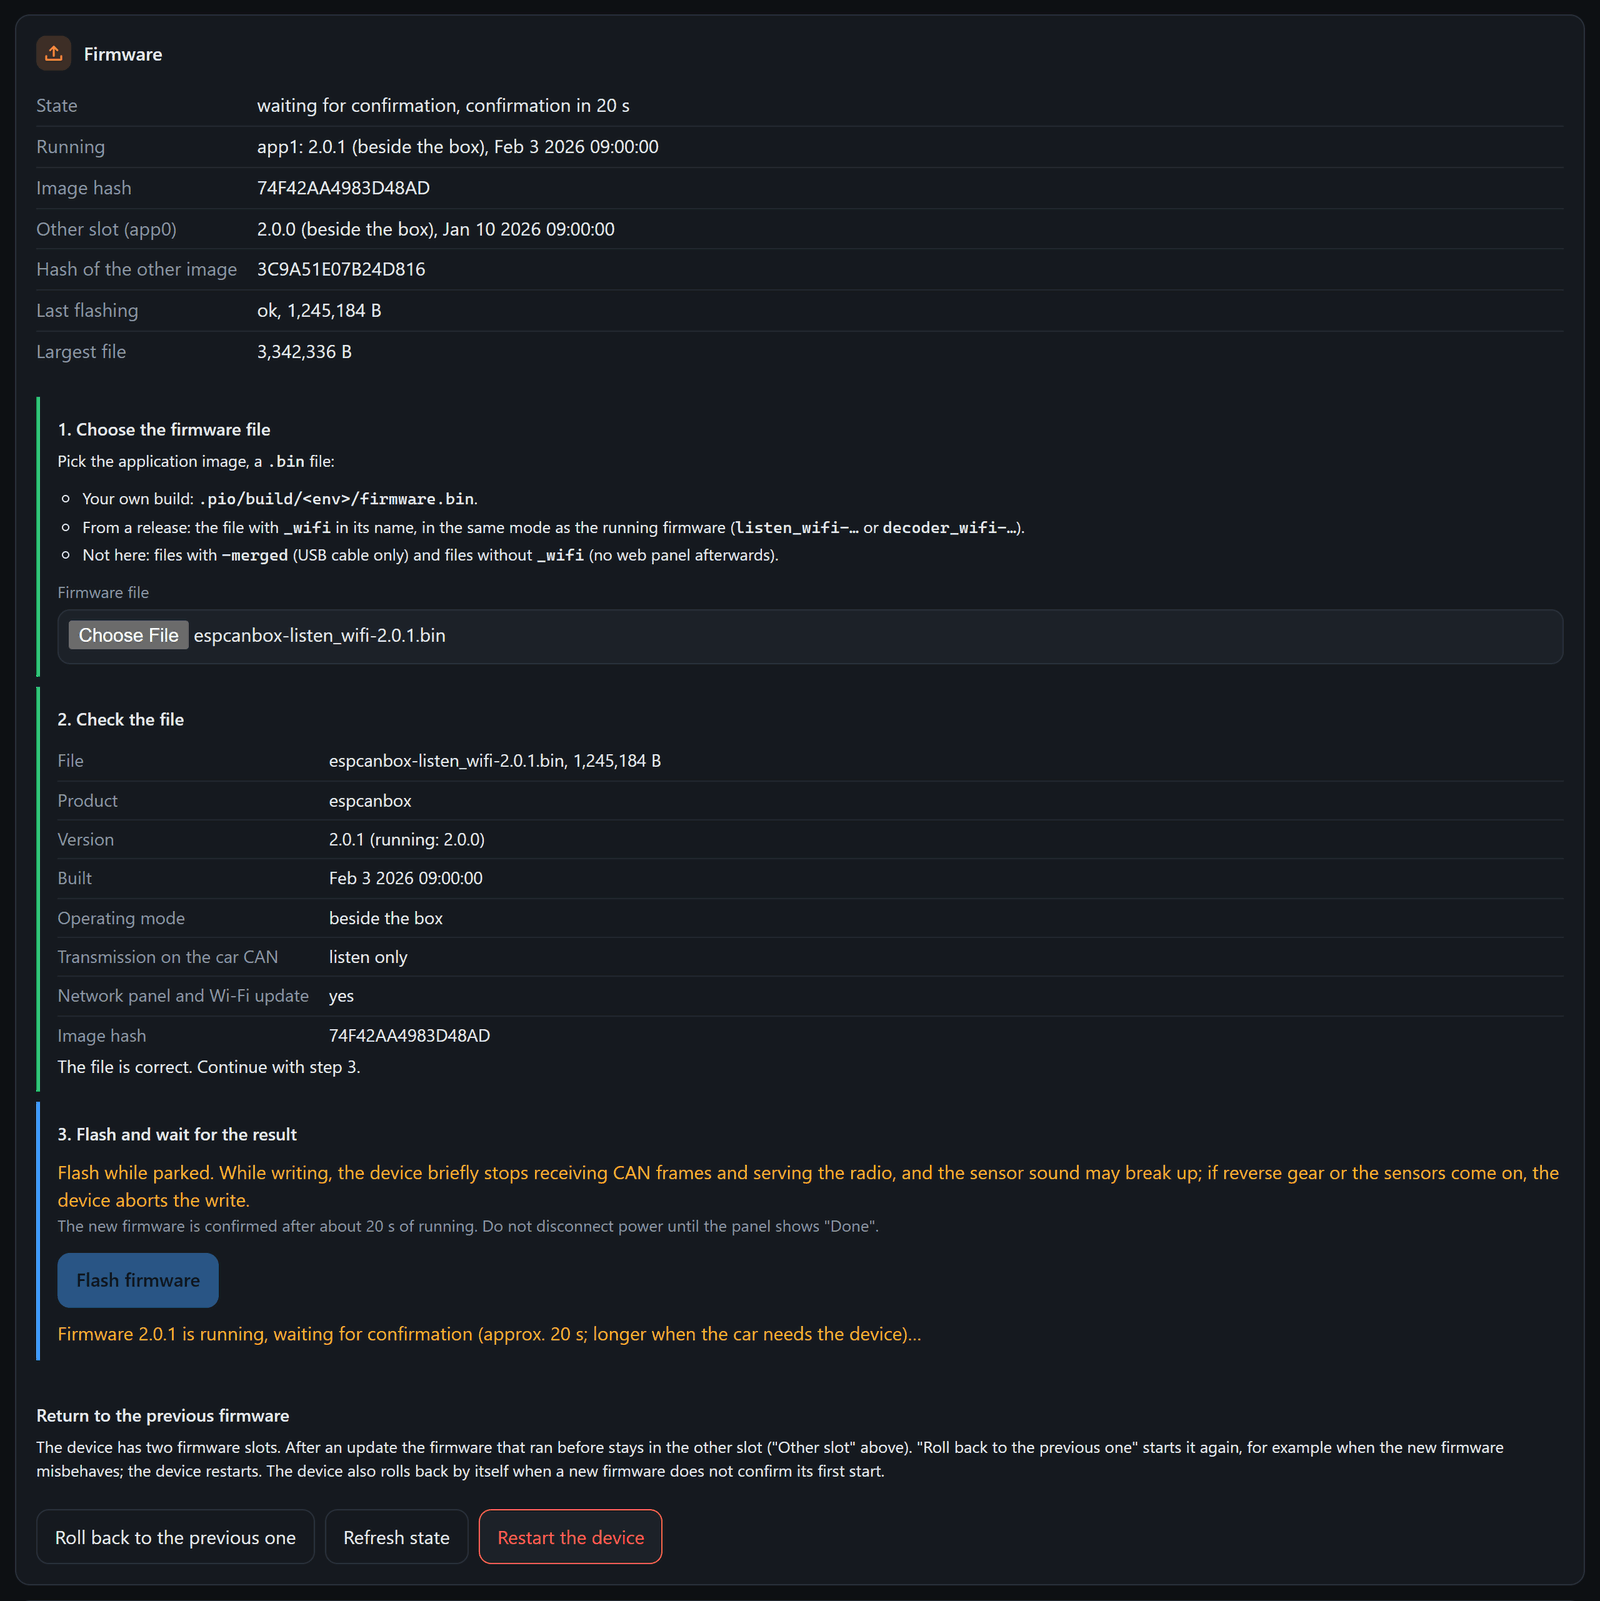 Firmware
State waiting for confirmation, confirmation in 20 s
Running app1: 2.0.1 (beside the box), Feb 3 2026 09:00:00
Image hash 74F42AA4983D48AD
Other slot (app0) 2.0.0 (beside the box), Jan 10 2026 09:00:00
Hash of the other image 3C9A51E07B24D816
Last flashing ok, 1,245,184 B
Largest file 3,342,336 B
1. Choose the firmware file
Pick the application image, a .bin file:
Your own build: .pio/build/<env>/firmware.bin.
From a release: the file with _wifi in its name, in the same mode as the running firmware (listen_wifi-… or decoder_wifi-…).
Not here: files with -merged (USB cable only) and files without _wifi (no web panel afterwards).
Firmware file
Choose File espcanbox-listen_wifi-2.0.1.bin
2. Check the file
File espcanbox-listen_wifi-2.0.1.bin, 1,245,184 B
Product espcanbox
Version 2.0.1 (running: 2.0.0)
Built Feb 3 2026 09:00:00
Operating mode beside the box
Transmission on the car CAN listen only
Network panel and Wi-Fi update yes
Image hash 74F42AA4983D48AD
The file is correct. Continue with step 3.
3. Flash and wait for the result
Flash while parked. While writing, the device briefly stops receiving CAN frames and serving the radio, and the sensor sound may break up; if reverse gear or the sensors come on, the
device aborts the write.
The new firmware is confirmed after about 20 s of running. Do not disconnect power until the panel shows "Done".
Flash firmware
Firmware 2.0.1 is running, waiting for confirmation (approx. 20 s; longer when the car needs the device)...
Return to the previous firmware
The device has two firmware slots. After an update the firmware that ran before stays in the other slot ("Other slot" above). "Roll back to the previous one" starts it again, for example when the new firmware
misbehaves; the device restarts. The device also rolls back by itself when a new firmware does not confirm its first start.
Roll back to the previous one Refresh state Restart the device